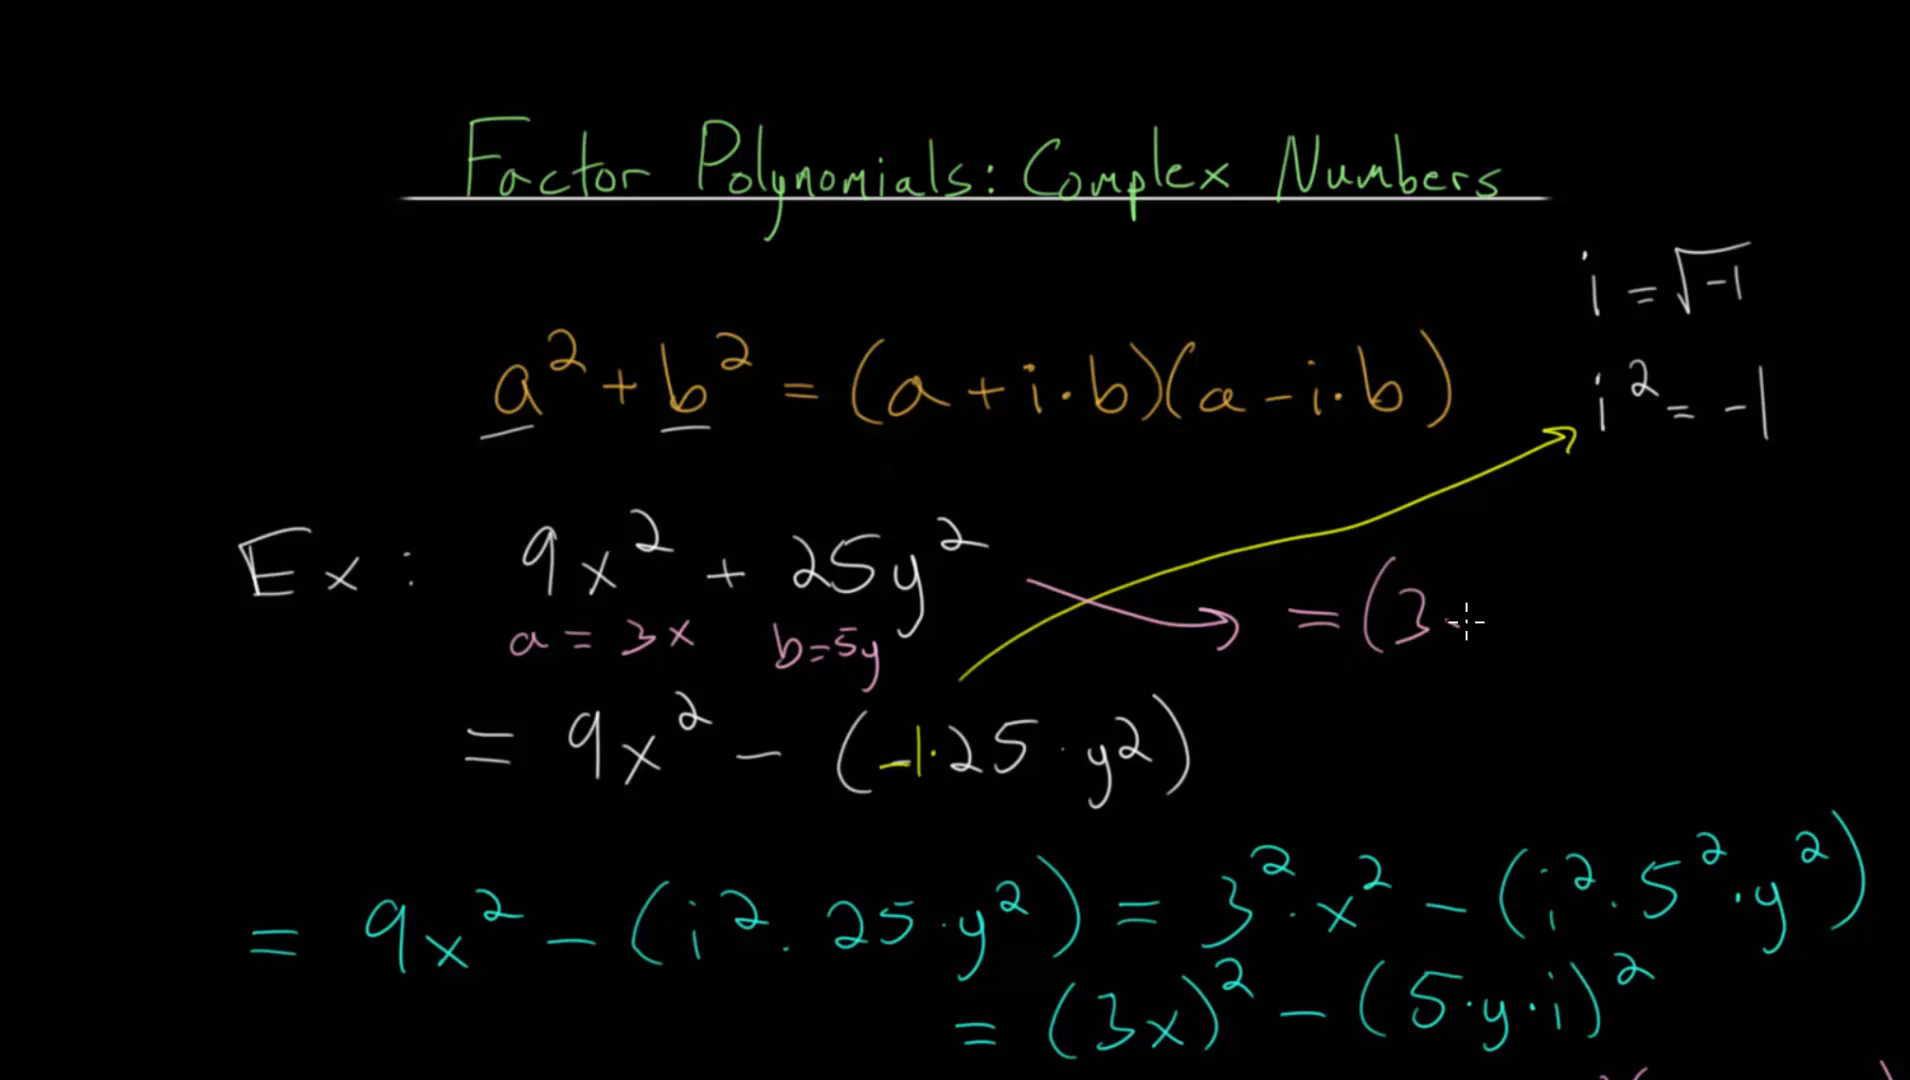 Factor Polynomials: Complex Numbers
i = √-1
a² + b² = (a + i · b)(a - i · b)
i² = -1
Ex: 9x² + 25y²
a = 3x b = 5y
= (3
= 9x² - (-1 · 25 · y²)
= 9x² - (i² · 25 · y²) = 3² · x² - (i² · 5² · y²)
= (3x)² - (5 · y · i)²